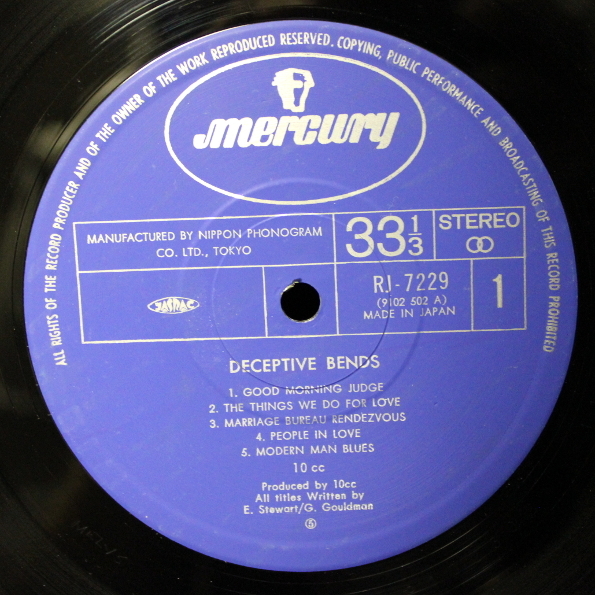 ALL RIGHTS OF THE RECORD PRODUCER AND OF THE OWNER OF THE WORK REPRODUCED RESERVED. COPYING, PUBLIC PERFORMANCE AND BROADCASTING OF THIS RECORD PROHIBITED
mercury
MANUFACTURED BY NIPPON PHONOGRAM
CO. LTD., TOKYO
33 1/3
STEREO
JASRAC
RJ-7229
(9102 502 A)
MADE IN JAPAN
1
DECEPTIVE BENDS
1. GOOD MORNING JUDGE
2. THE THINGS WE DO FOR LOVE
3. MARRIAGE BUREAU RENDEZVOUS
4. PEOPLE IN LOVE
5. MODERN MAN BLUES
10 cc
Produced by 10cc
All titles Written by
E. Stewart/G. Gouldman